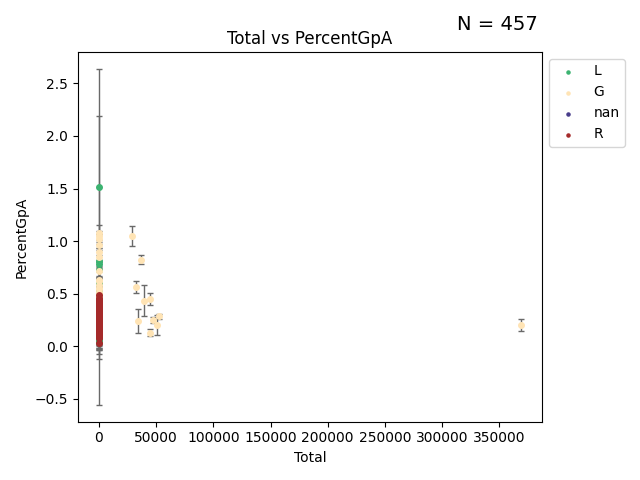 N = 457
Total vs PercentGpA
L
G
nan
R
2.5
2.0
1.5
1.0
0.5
0.0
−0.5
PercentGpA
0 50000 100000 150000 200000 250000 300000 350000
Total